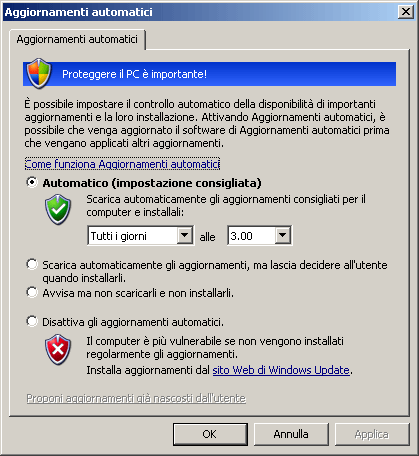 Aggiornamenti automatici
Aggiornamenti automatici
Proteggere il PC è importante!
È possibile impostare il controllo automatico della disponibilità di importanti
aggiornamenti e la loro installazione. Attivando Aggiornamenti automatici, è
possibile che venga aggiornato il software di Aggiornamenti automatici prima
che vengano applicati altri aggiornamenti.
Come funziona Aggiornamenti automatici
Automatico (impostazione consigliata)
Scarica automaticamente gli aggiornamenti consigliati per il
computer e installali:
Tutti i giorni alle 3.00
Scarica automaticamente gli aggiornamenti, ma lascia decidere all'utente
quando installarli.
Avvisa ma non scaricarli e non installarli.
Disattiva gli aggiornamenti automatici.
Il computer è più vulnerabile se non vengono installati
regolarmente gli aggiornamenti.
Installa aggiornamenti dal sito Web di Windows Update.
Proponi aggiornamenti già nascosti dall'utente
OK Annulla Applica